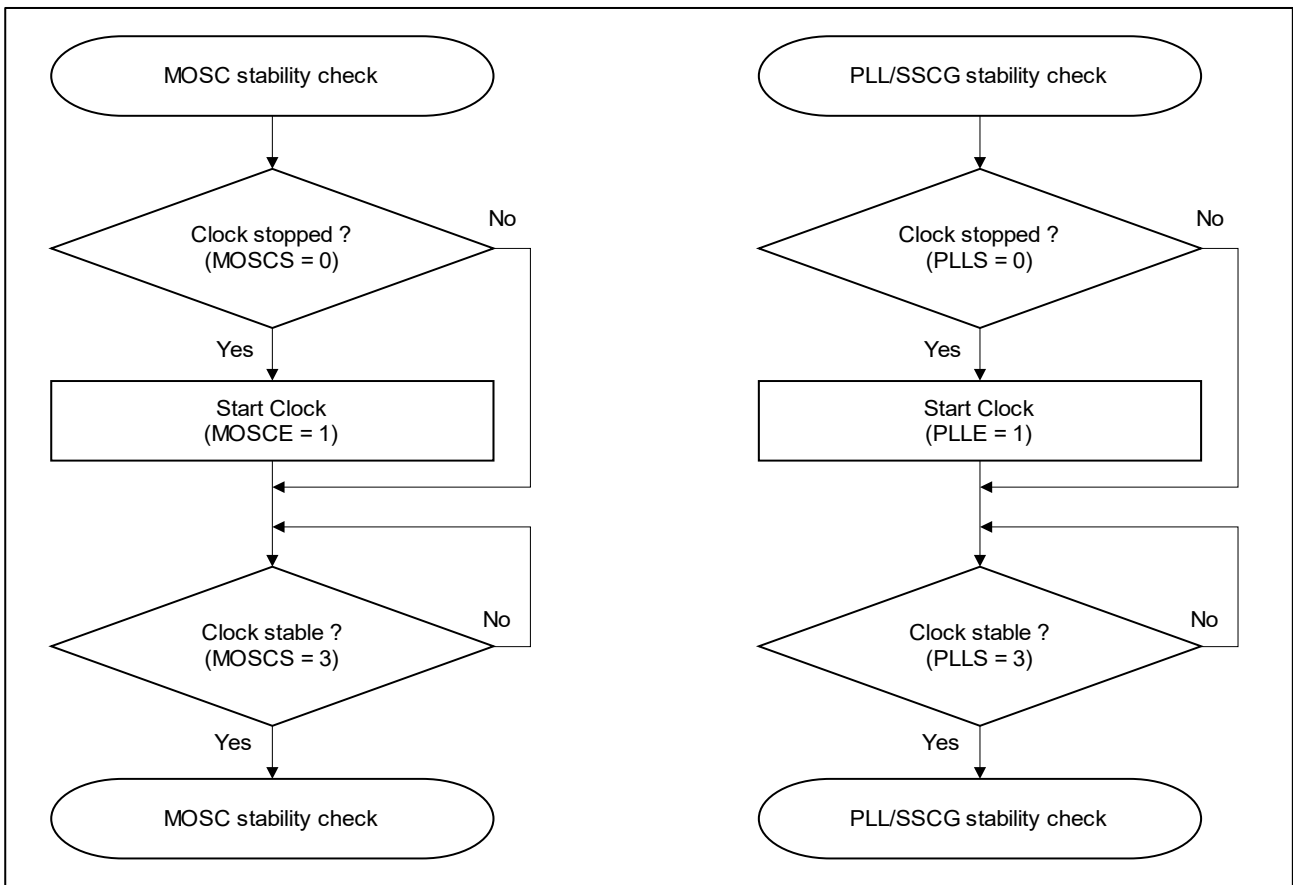 MOSC stability check
Clock stopped ?
(MOSCS = 0)
No
Yes
Start Clock
(MOSCE = 1)
Clock stable ?
(MOSCS = 3)
No
Yes
MOSC stability check
PLL/SSCG stability check
Clock stopped ?
(PLLS = 0)
No
Yes
Start Clock
(PLLE = 1)
Clock stable ?
(PLLS = 3)
No
Yes
PLL/SSCG stability check